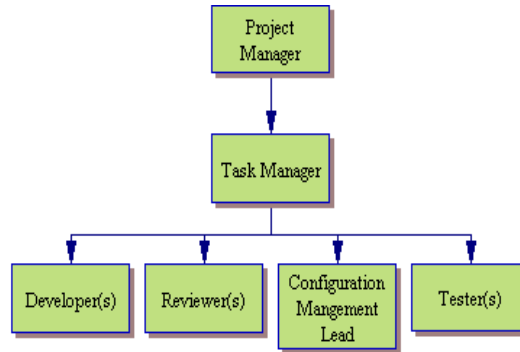 Project
Manager
Task Manager
Developer(s)
Reviewer(s)
Configuration
Mangement
Lead
Tester(s)